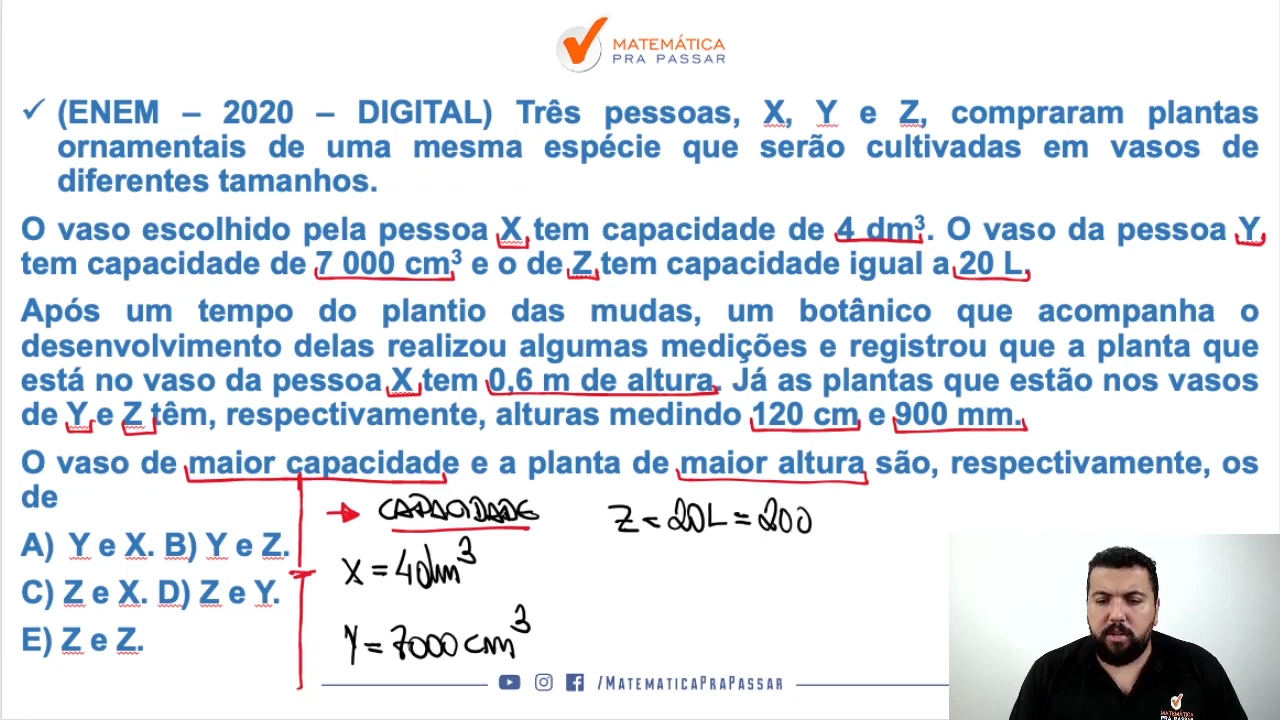 MATEMÁTICA
PRA PASSAR
✓ (ENEM – 2020 – DIGITAL) Três pessoas, X, Y e Z, compraram plantas
ornamentais de uma mesma espécie que serão cultivadas em vasos de
diferentes tamanhos.
O vaso escolhido pela pessoa X tem capacidade de 4 dm³. O vaso da pessoa Y
tem capacidade de 7 000 cm³ e o de Z tem capacidade igual a 20 L.
Após um tempo do plantio das mudas, um botânico que acompanha o
desenvolvimento delas realizou algumas medições e registrou que a planta que
está no vaso da pessoa X tem 0,6 m de altura. Já as plantas que estão nos vasos
de Y e Z têm, respectivamente, alturas medindo 120 cm e 900 mm.
O vaso de maior capacidade e a planta de maior altura são, respectivamente, os
de
A) Y e X. B) Y e Z.
C) Z e X. D) Z e Y.
E) Z e Z.
→ CAPACIDADE
X = 4dm³
Y = 7000 cm³
Z = 20L = 200
/MATEMATICAPRAPASSAR
MATEMÁTICA
PRA PASSAR